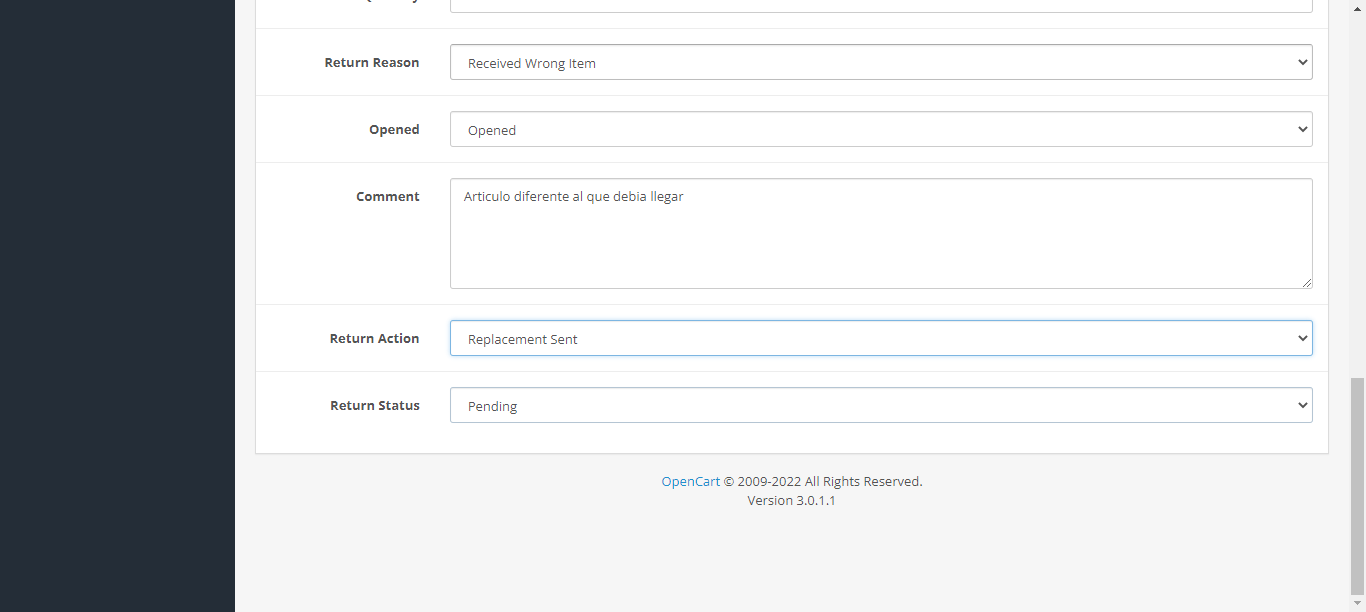 Return Reason
Received Wrong Item
Opened
Opened
Comment
Articulo diferente al que debia llegar
Return Action
Replacement Sent
Return Status
Pending
OpenCart © 2009-2022 All Rights Reserved.
Version 3.0.1.1